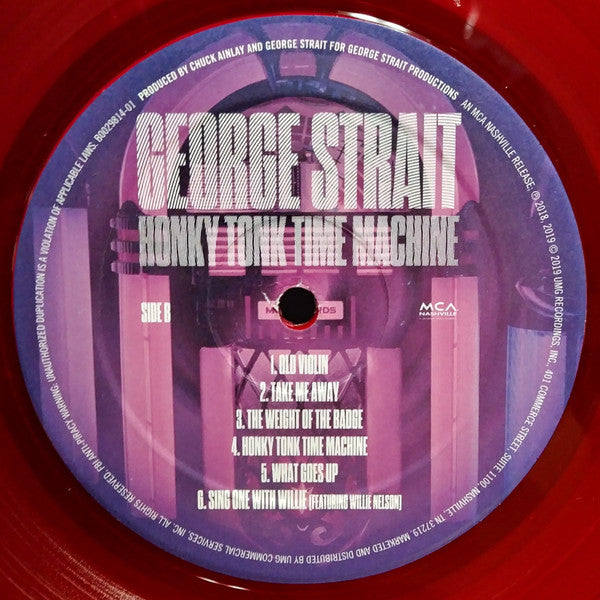 PRODUCED BY CHUCK AINLAY AND GEORGE STRAIT FOR GEORGE STRAIT PRODUCTIONS
AN MCA NASHVILLE RELEASE; ℗ 2018, 2019 © 2019 UMG RECORDINGS, INC., 401 COMMERCE STREET, SUITE 1100, NASHVILLE, TN 37219. MARKETED AND DISTRIBUTED BY UMG COMMERCIAL SERVICES, INC. ALL RIGHTS RESERVED. FBI ANTI-PIRACY WARNING: UNAUTHORIZED DUPLICATION IS A VIOLATION OF APPLICABLE LAWS. B0029814-01
GEORGE STRAIT
HONKY TONK TIME MACHINE
SIDE B
MCA
NASHVILLE
1. OLD VIOLIN
2. TAKE ME AWAY
3. THE WEIGHT OF THE BADGE
4. HONKY TONK TIME MACHINE
5. WHAT GOES UP
6. SING ONE WITH WILLIE (FEATURING WILLIE NELSON)